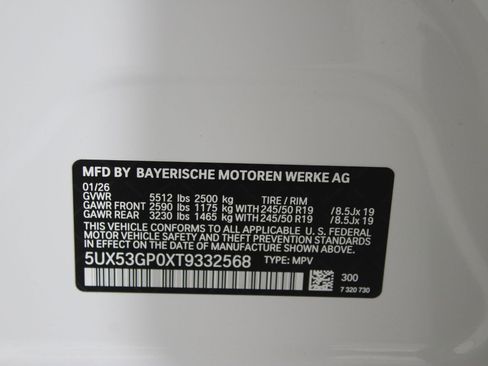 MFD BY BAYERISCHE MOTOREN WERKE AG
01/26
GVWR 5512 lbs 2500 kg TIRE / RIM
GAWR FRONT 2590 lbs 1175 kg WITH 245/50 R19 /8.5Jx 19
GAWR REAR 3230 lbs 1465 kg WITH 245/50 R19 /8.5Jx 19
THIS VEHICLE CONFORMS TO ALL APPLICABLE U. S. FEDERAL
MOTOR VEHICLE SAFETY AND THEFT PREVENTION STANDARDS
IN EFFECT ON THE DATE OF MANUFACTURE SHOWN ABOVE.
5UX53GP0XT9332568 TYPE: MPV
300
7 320 730